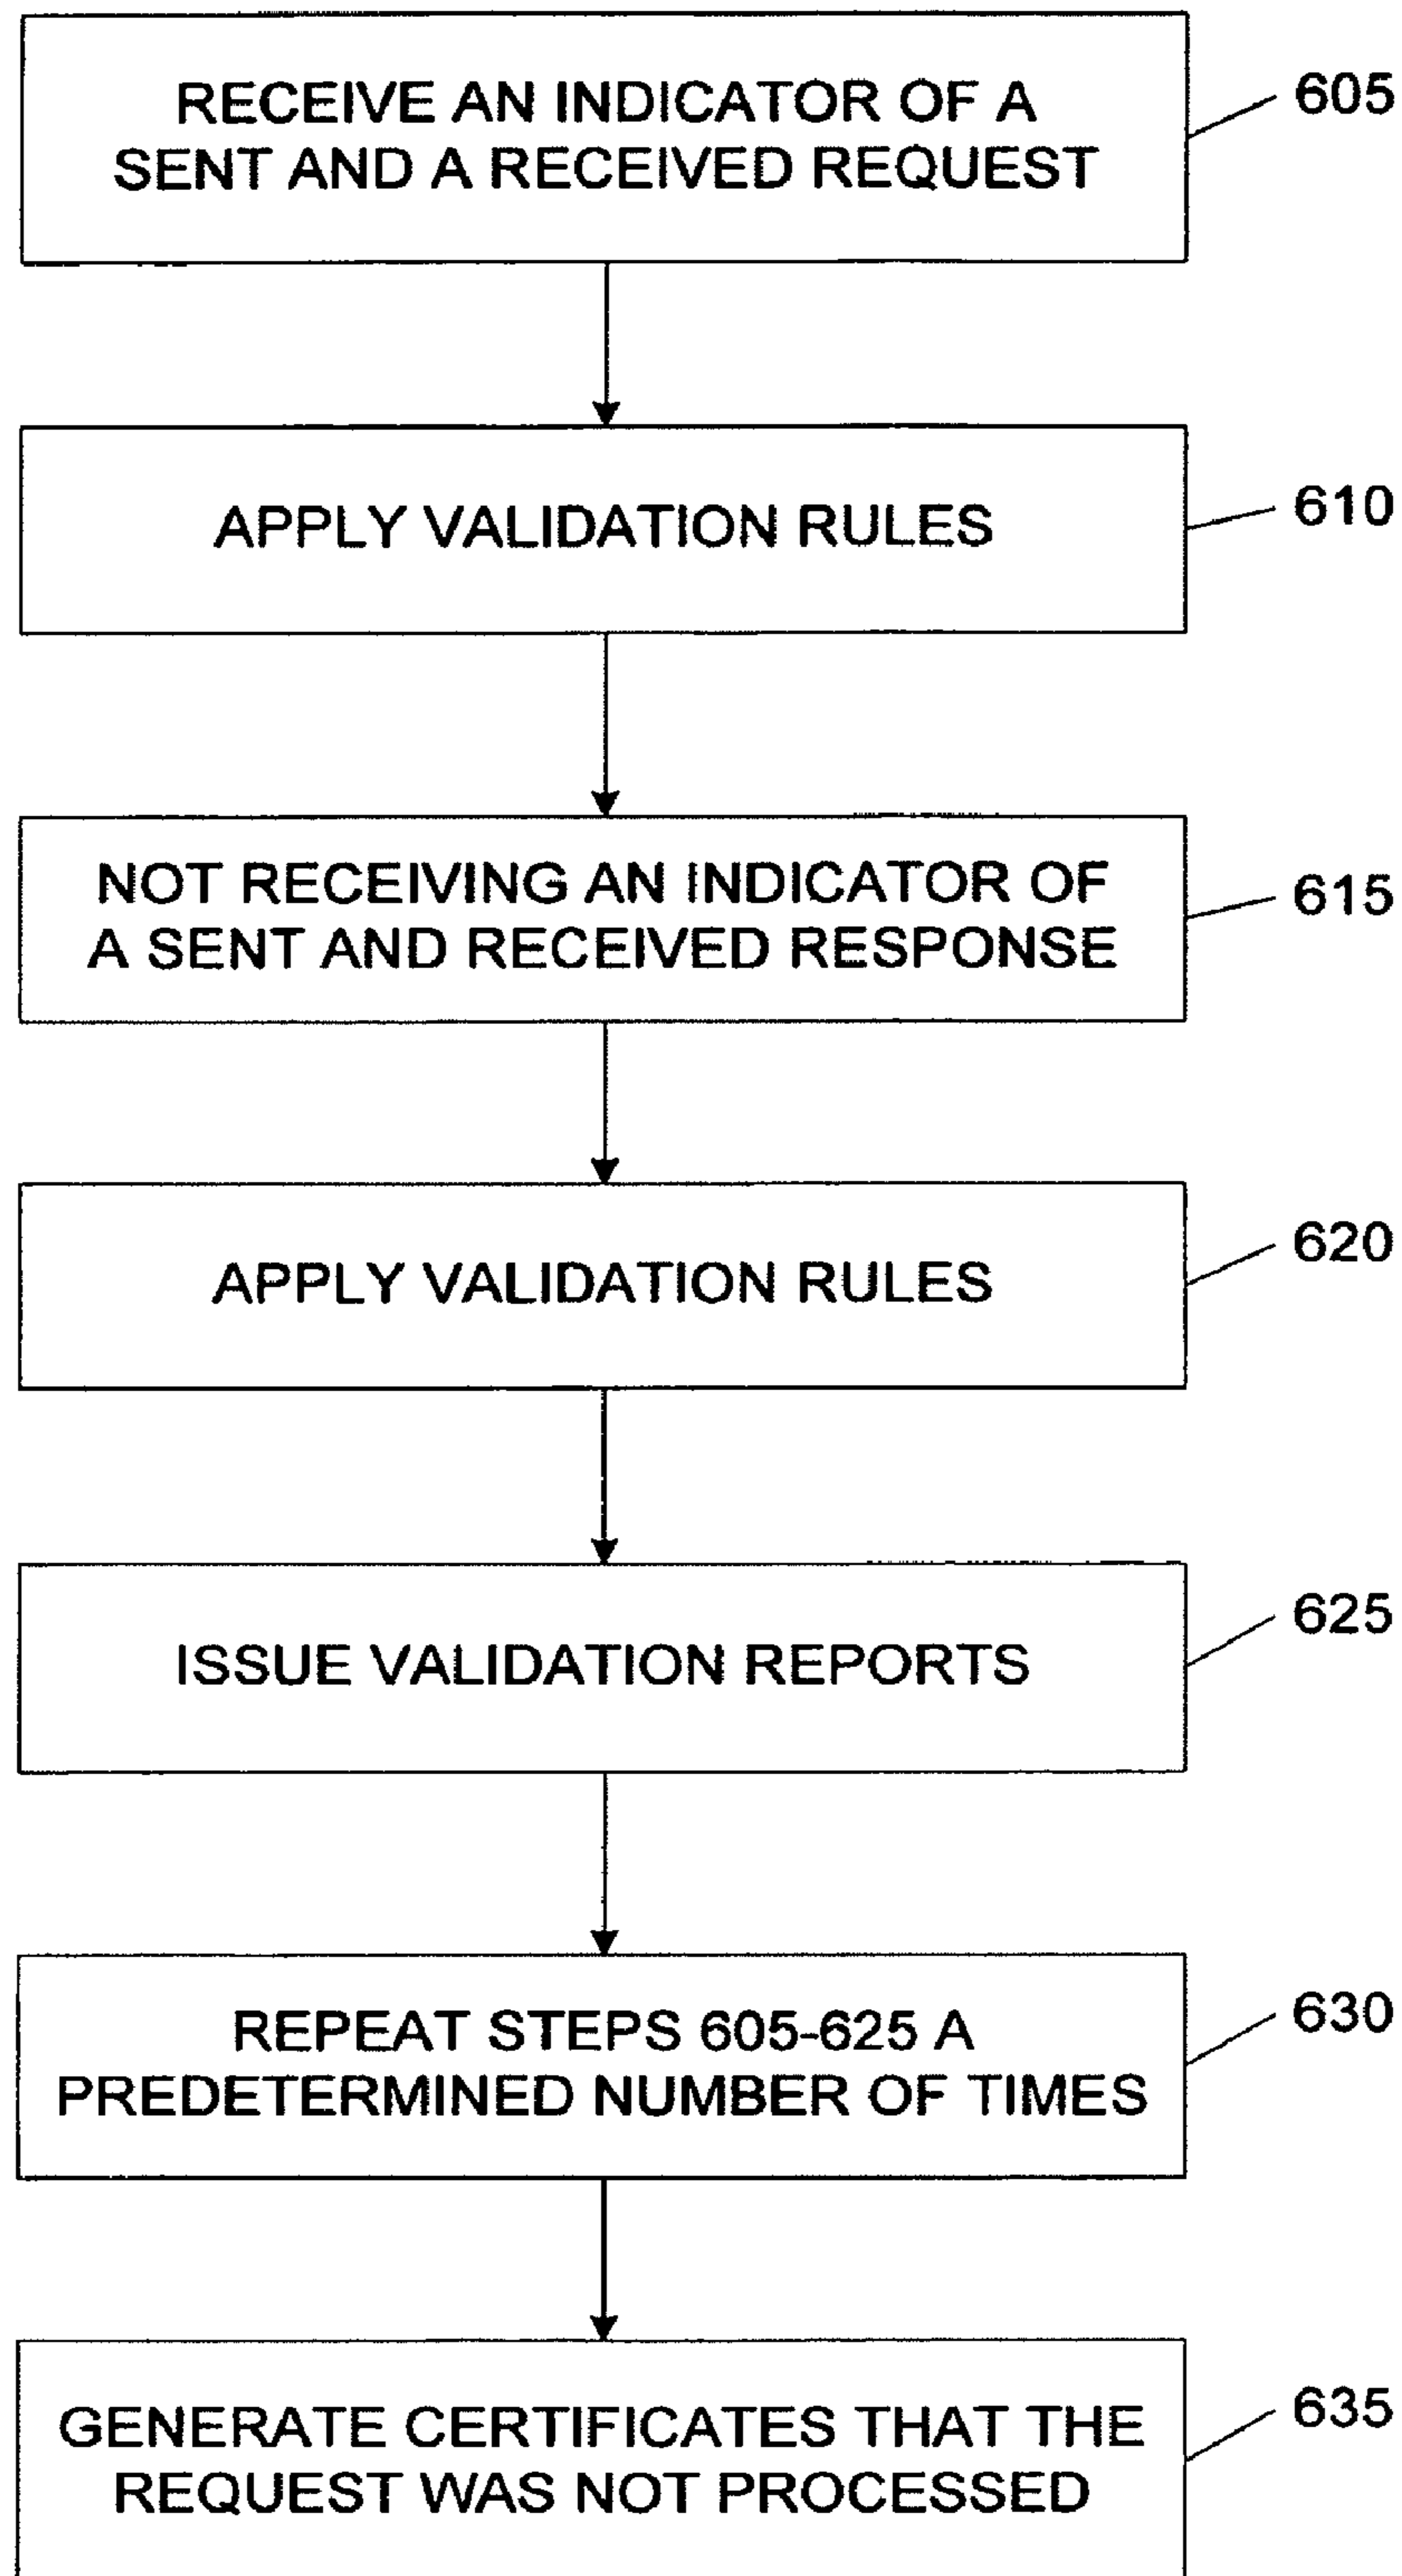 RECEIVE AN INDICATOR OF A
SENT AND A RECEIVED REQUEST
605
APPLY VALIDATION RULES
610
NOT RECEIVING AN INDICATOR OF
A SENT AND RECEIVED RESPONSE
615
APPLY VALIDATION RULES
620
ISSUE VALIDATION REPORTS
625
REPEAT STEPS 605-625 A
PREDETERMINED NUMBER OF TIMES
630
GENERATE CERTIFICATES THAT THE
REQUEST WAS NOT PROCESSED
635